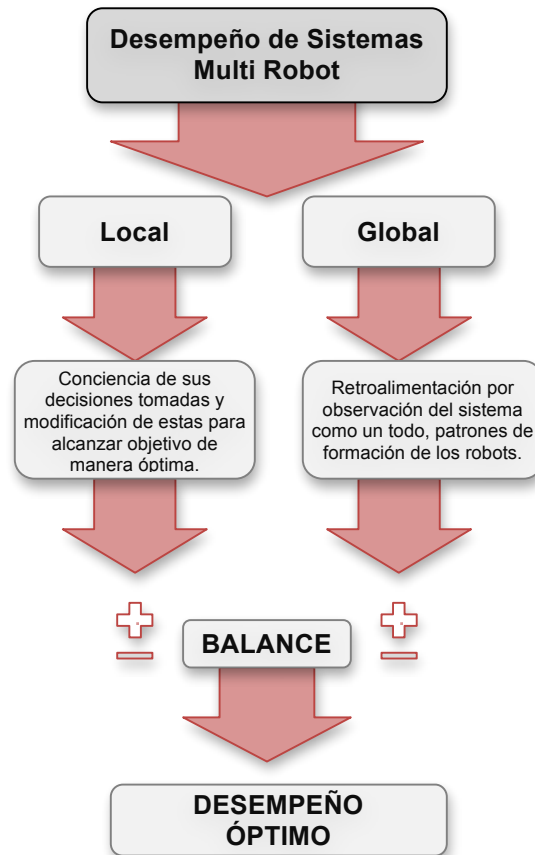 Desempeño de Sistemas
Multi Robot
Local
Global
Conciencia de sus
decisiones tomadas y
modificación de estas para
alcanzar objetivo de
manera óptima.
Retroalimentación por
observación del sistema
como un todo, patrones de
formación de los robots.
BALANCE
DESEMPEÑO
ÓPTIMO